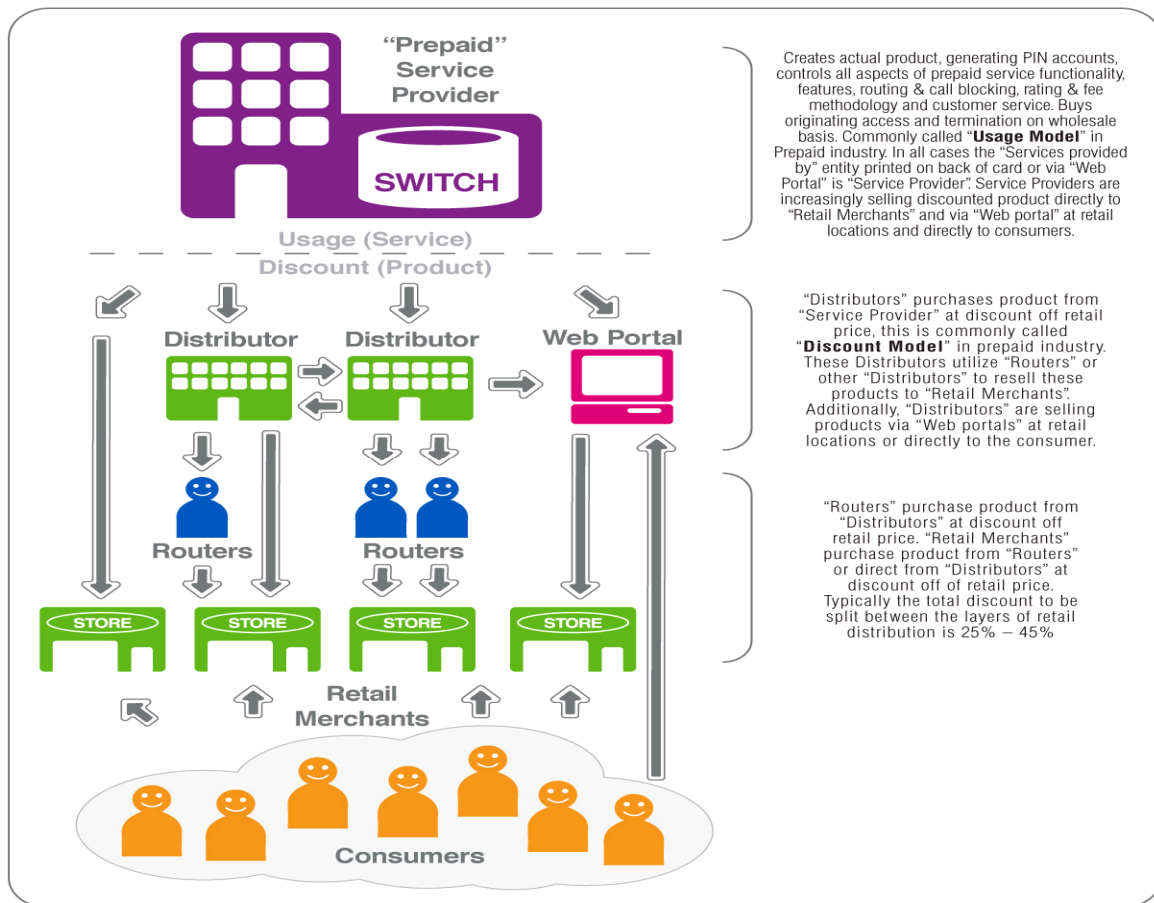 “Prepaid”
Service
Provider
SWITCH
Usage (Service)
Discount (Product)
Creates actual product, generating PIN accounts,
controls all aspects of prepaid service functionality,
features, routing & call blocking, rating & fee
methodology and customer service. Buys
originating access and termination on wholesale
basis. Commonly called “Usage Model” in
Prepaid industry. In all cases the “Services provided
by” entity printed on back of card or via “Web
Portal” is “Service Provider”. Service Providers are
increasingly selling discounted product directly to
“Retail Merchants” and via “Web portal” at retail
locations and directly to consumers.
Distributor
Distributor
Web Portal
“Distributors” purchases product from
“Service Provider” at discount off retail
price, this is commonly called
“Discount Model” in prepaid industry.
These Distributors utilize “Routers” or
other “Distributors” to resell these
products to “Retail Merchants”.
Additionally, “Distributors” are selling
products via “Web portals” at retail
locations or directly to the consumer.
Routers
Routers
“Routers” purchase product from
“Distributors” at discount off
retail price. “Retail Merchants”
purchase product from “Routers”
or direct from “Distributors” at
discount off of retail price.
Typically the total discount to be
split between the layers of retail
distribution is 25% – 45%
STORE
STORE
STORE
STORE
Retail
Merchants
Consumers